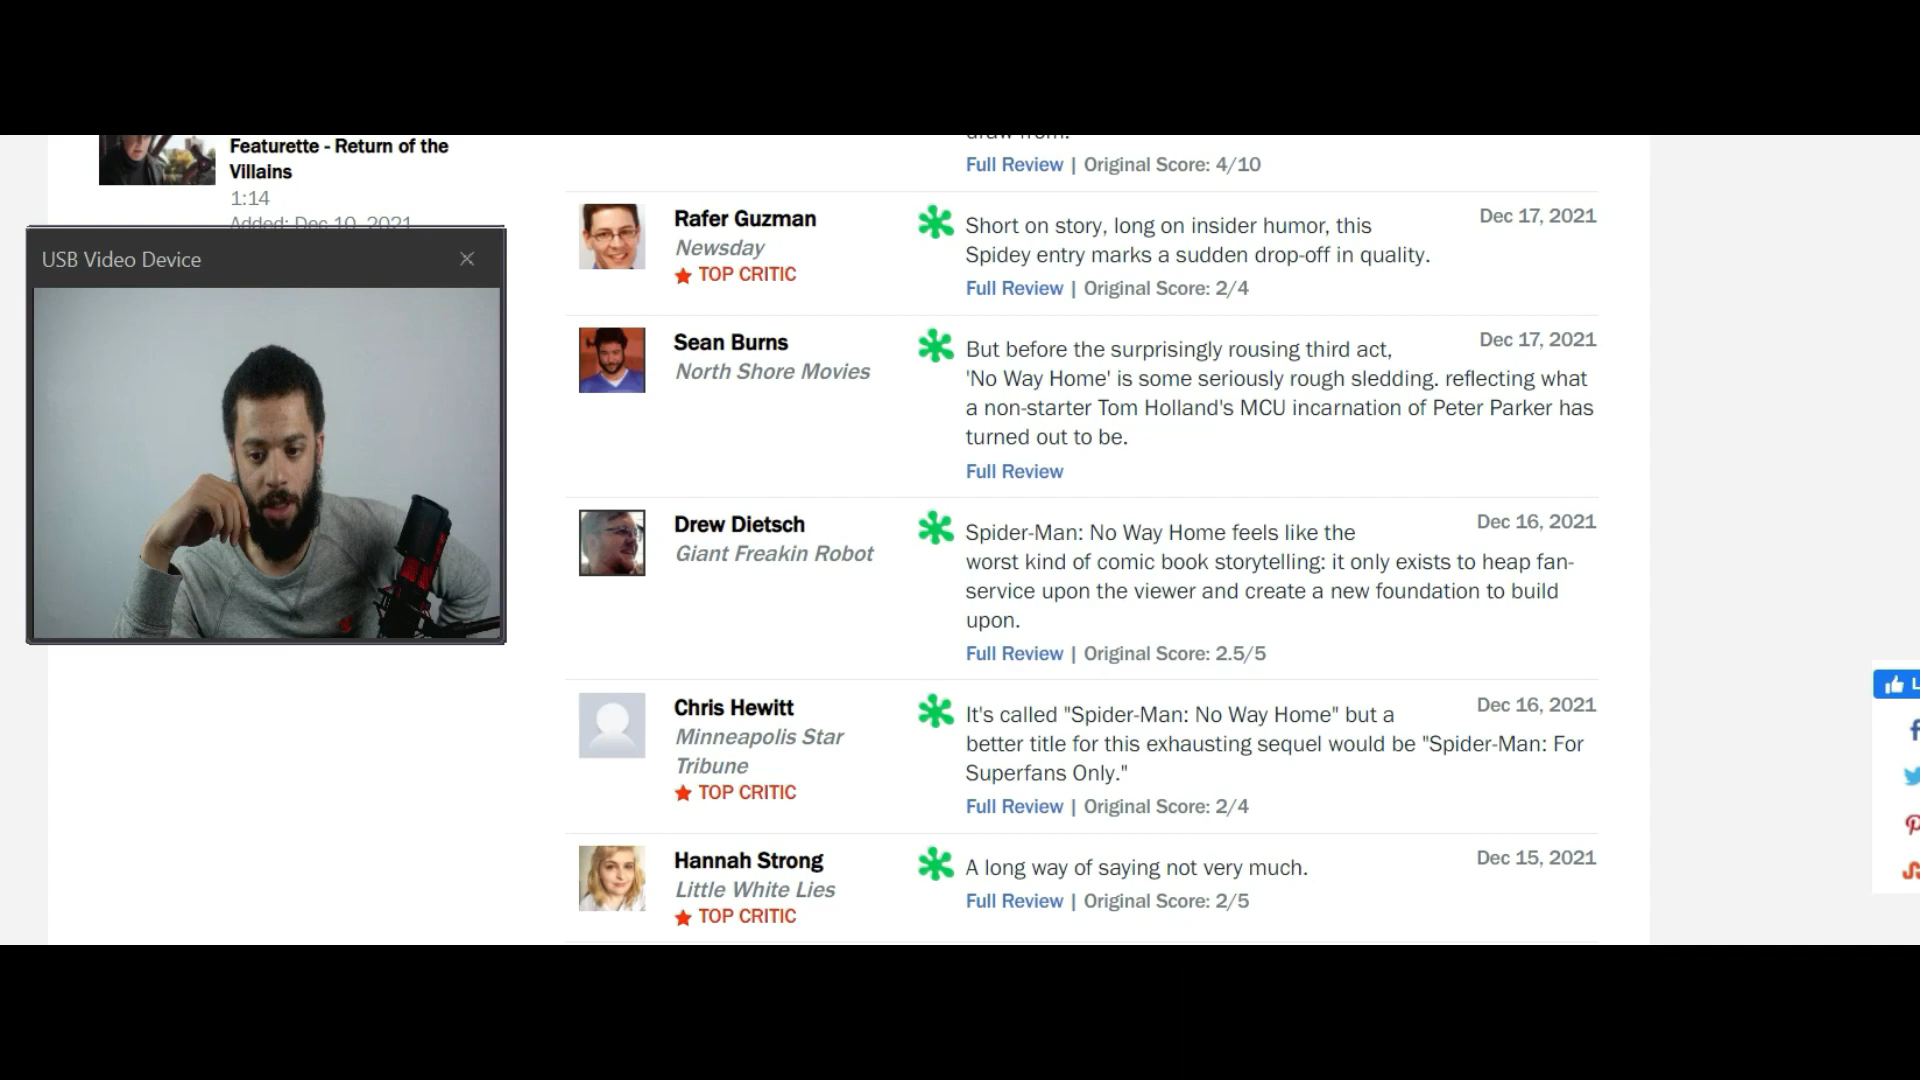 Featurette - Return of the
Villains
1:14
Added: Dec 10, 2021
USB Video Device
draw from.
Full Review | Original Score: 4/10
Rafer Guzman
Newsday
TOP CRITIC
Short on story, long on insider humor, this
Spidey entry marks a sudden drop-off in quality.
Full Review | Original Score: 2/4
Dec 17, 2021
Sean Burns
North Shore Movies
But before the surprisingly rousing third act,
'No Way Home' is some seriously rough sledding. reflecting what
a non-starter Tom Holland's MCU incarnation of Peter Parker has
turned out to be.
Full Review
Dec 17, 2021
Drew Dietsch
Giant Freakin Robot
Spider-Man: No Way Home feels like the
worst kind of comic book storytelling: it only exists to heap fan-
service upon the viewer and create a new foundation to build
upon.
Full Review | Original Score: 2.5/5
Dec 16, 2021
Chris Hewitt
Minneapolis Star
Tribune
TOP CRITIC
It's called "Spider-Man: No Way Home" but a
better title for this exhausting sequel would be "Spider-Man: For
Superfans Only."
Full Review | Original Score: 2/4
Dec 16, 2021
Hannah Strong
Little White Lies
TOP CRITIC
A long way of saying not very much.
Full Review | Original Score: 2/5
Dec 15, 2021